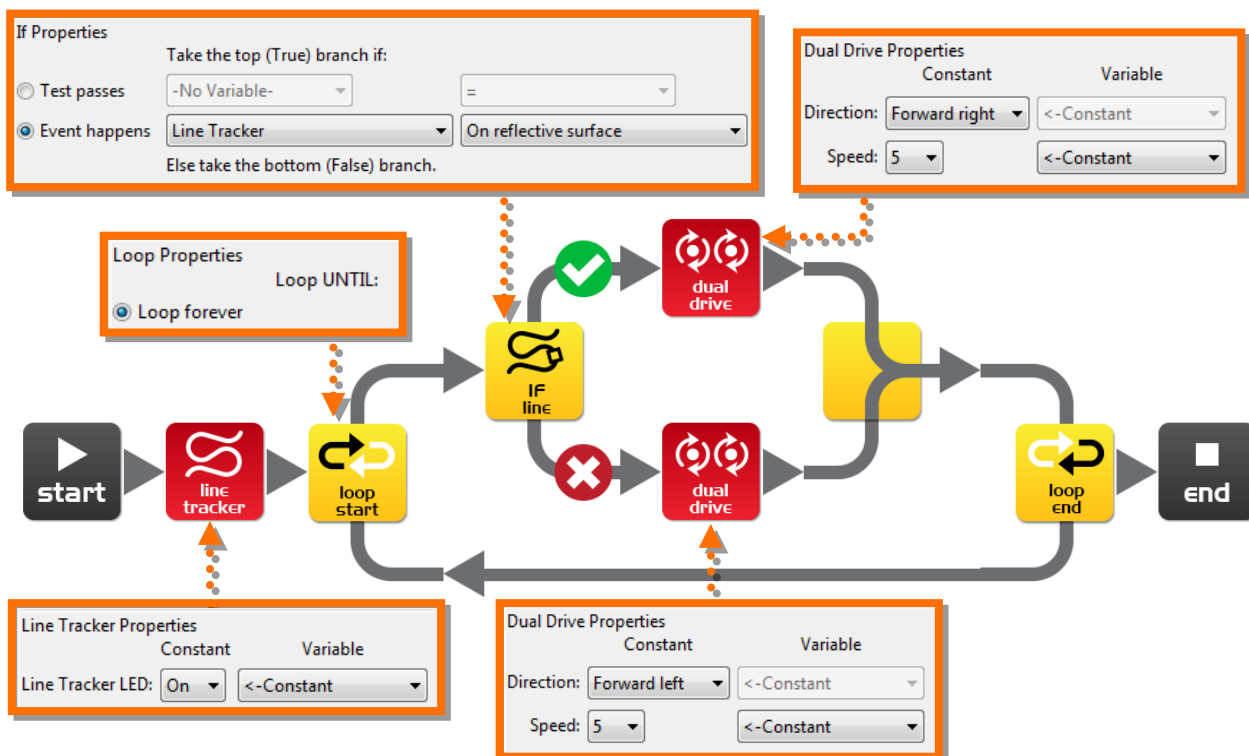 If Properties
Take the top (True) branch if:
Test passes
-No Variable-
=
Event happens
Line Tracker
On reflective surface
Else take the bottom (False) branch.
Dual Drive Properties
Constant Variable
Direction: Forward right <-Constant
Speed: 5 <-Constant
Loop Properties
Loop UNTIL:
Loop forever
start
line
tracker
loop
start
IF
line
dual
drive
dual
drive
loop
end
end
Line Tracker Properties
Constant Variable
Line Tracker LED: On <-Constant
Dual Drive Properties
Constant Variable
Direction: Forward left <-Constant
Speed: 5 <-Constant